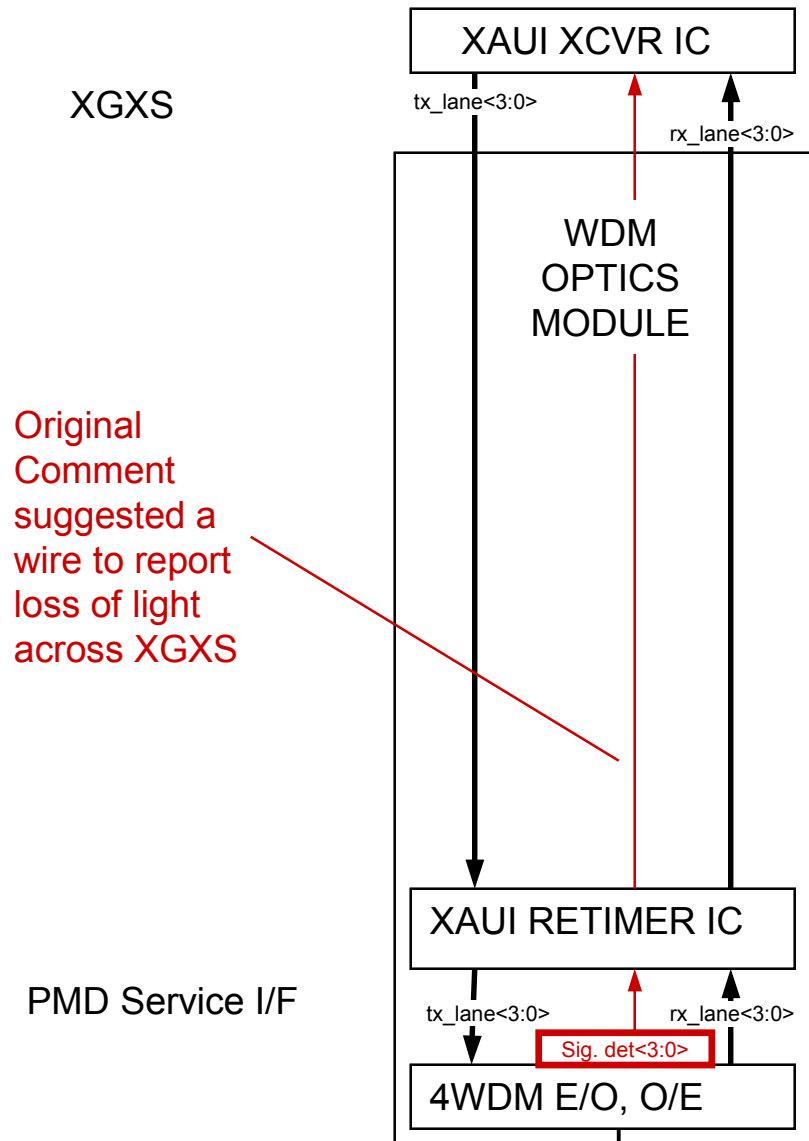 XAUI XCVR IC
XGXS
tx_lane<3:0>
rx_lane<3:0>
WDM
OPTICS
MODULE
Original
Comment
suggested a
wire to report
loss of light
across XGXS
XAUI RETIMER IC
PMD Service I/F
tx_lane<3:0>
rx_lane<3:0>
Sig. det<3:0>
4WDM E/O, O/E